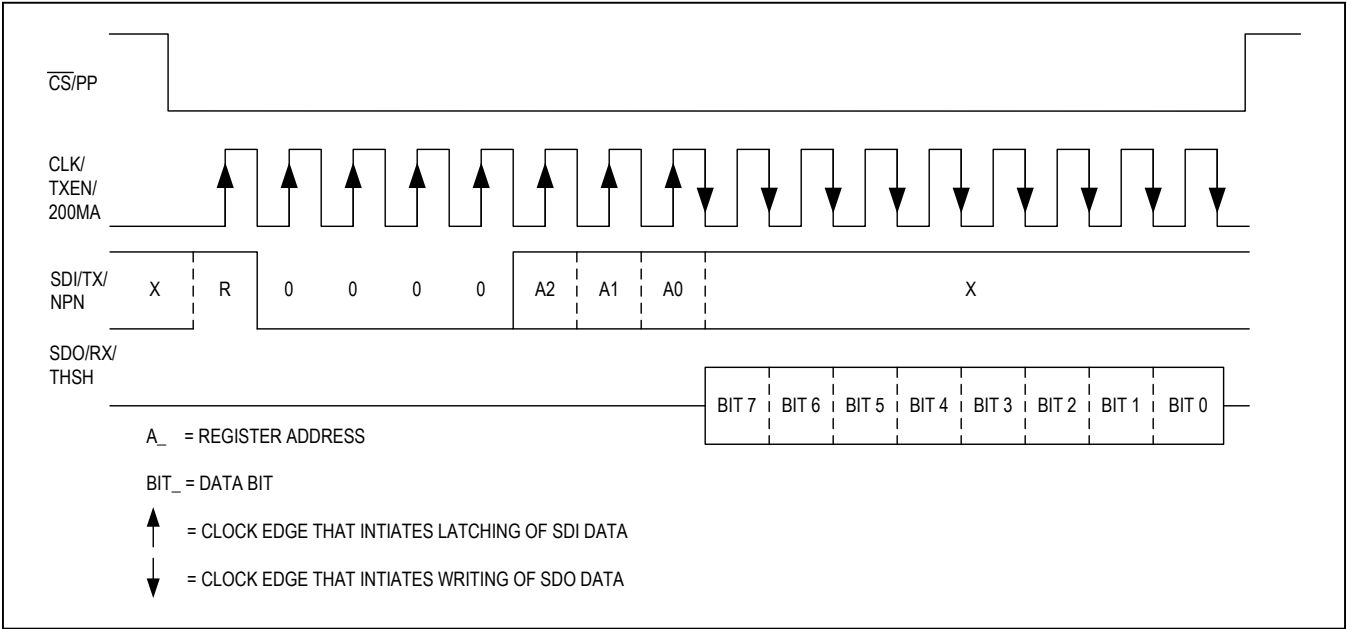 CS/PP
CLK/
TXEN/
200MA
SDI/TX/
NPN
X R 0 0 0 0 A2 A1 A0 X
SDO/RX/
THSH
BIT 7 BIT 6 BIT 5 BIT 4 BIT 3 BIT 2 BIT 1 BIT 0
A_ = REGISTER ADDRESS
BIT_ = DATA BIT
= CLOCK EDGE THAT INTIATES LATCHING OF SDI DATA
= CLOCK EDGE THAT INTIATES WRITING OF SDO DATA